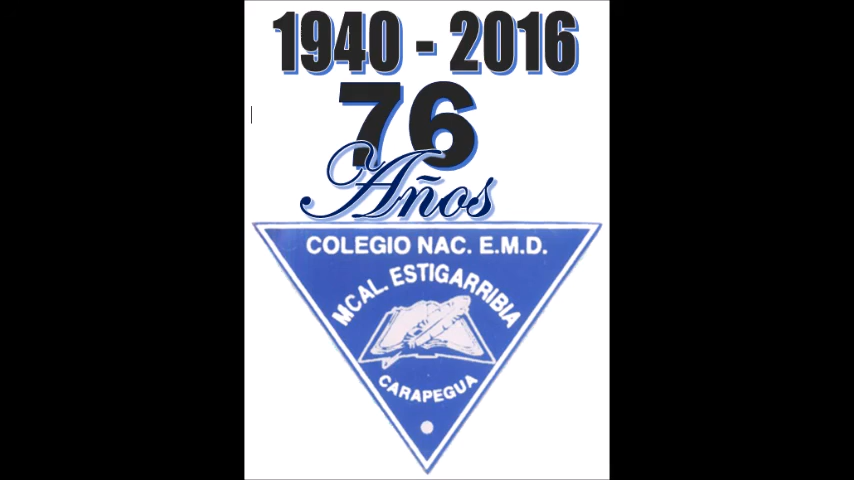 1940 - 2016
76
Años
COLEGIO NAC. E.M.D.
MCAL. ESTIGARRIBIA
CARAPEGUA